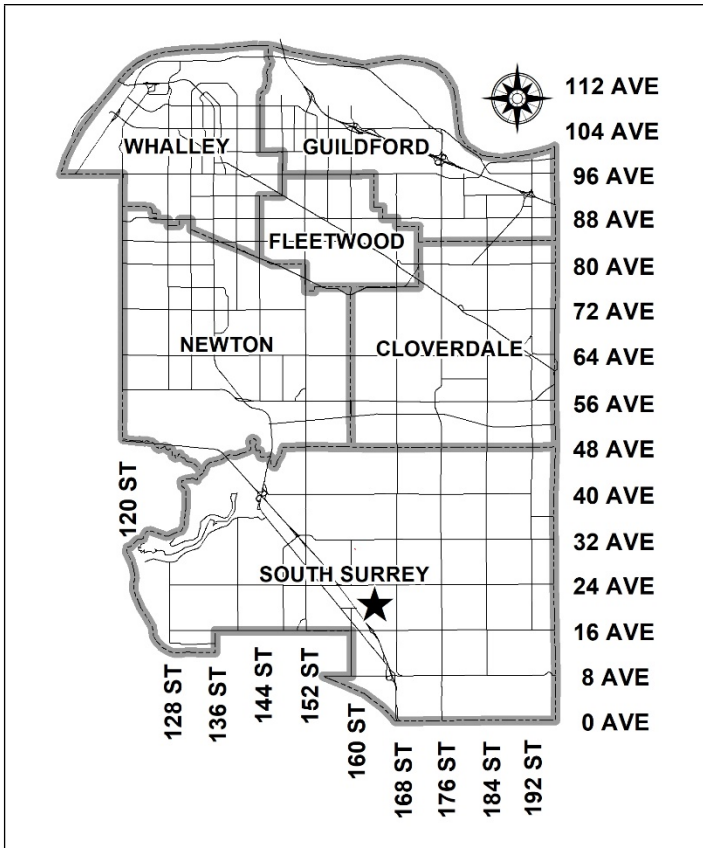 112 AVE
104 AVE
WHALLEY
GUILDFORD
96 AVE
88 AVE
FLEETWOOD
80 AVE
72 AVE
NEWTON
CLOVERDALE
64 AVE
56 AVE
48 AVE
120 ST
40 AVE
32 AVE
SOUTH SURREY
24 AVE
16 AVE
8 AVE
128 ST
136 ST
144 ST
152 ST
160 ST
0 AVE
168 ST
176 ST
184 ST
192 ST